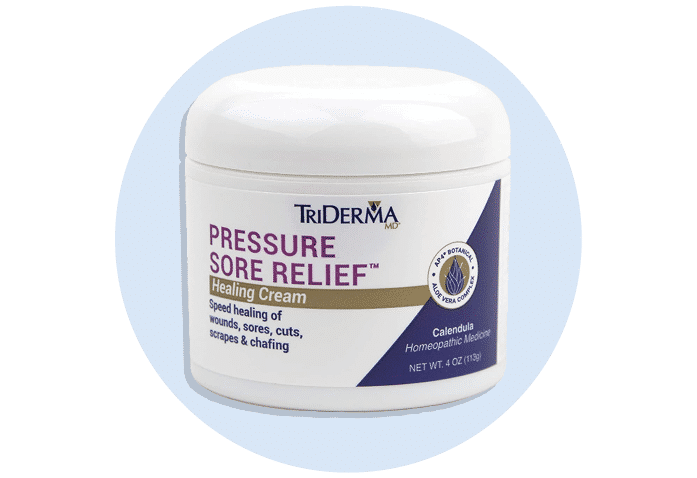 TRIDERMA
MD™
PRESSURE
SORE RELIEF™
Healing Cream
Speed healing of
wounds, sores, cuts,
scrapes & chafing
AP4® BOTANICAL
ALOE VERA COMPLEX
Calendula
Homeopathic Medicine
NET WT. 4 OZ (113g)